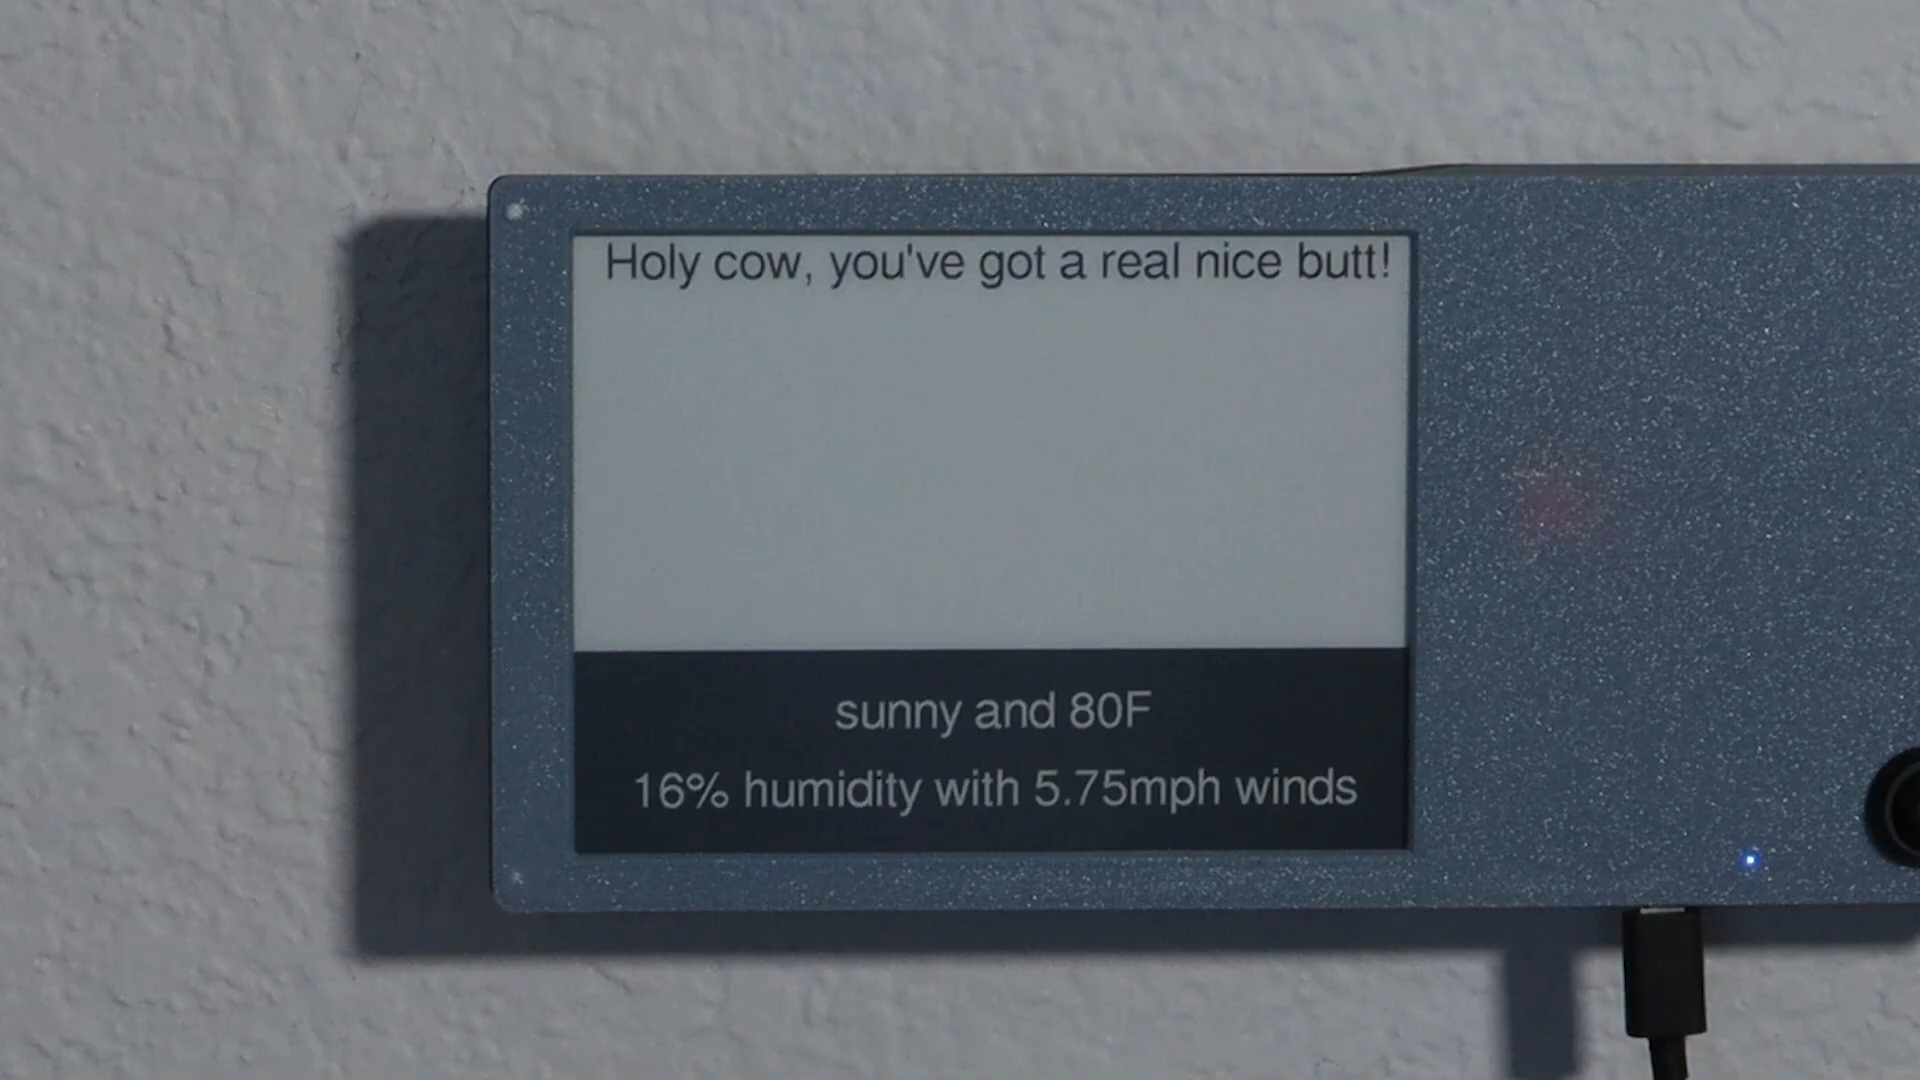 Holy cow, you've got a real nice butt!
sunny and 80F
16% humidity with 5.75mph winds